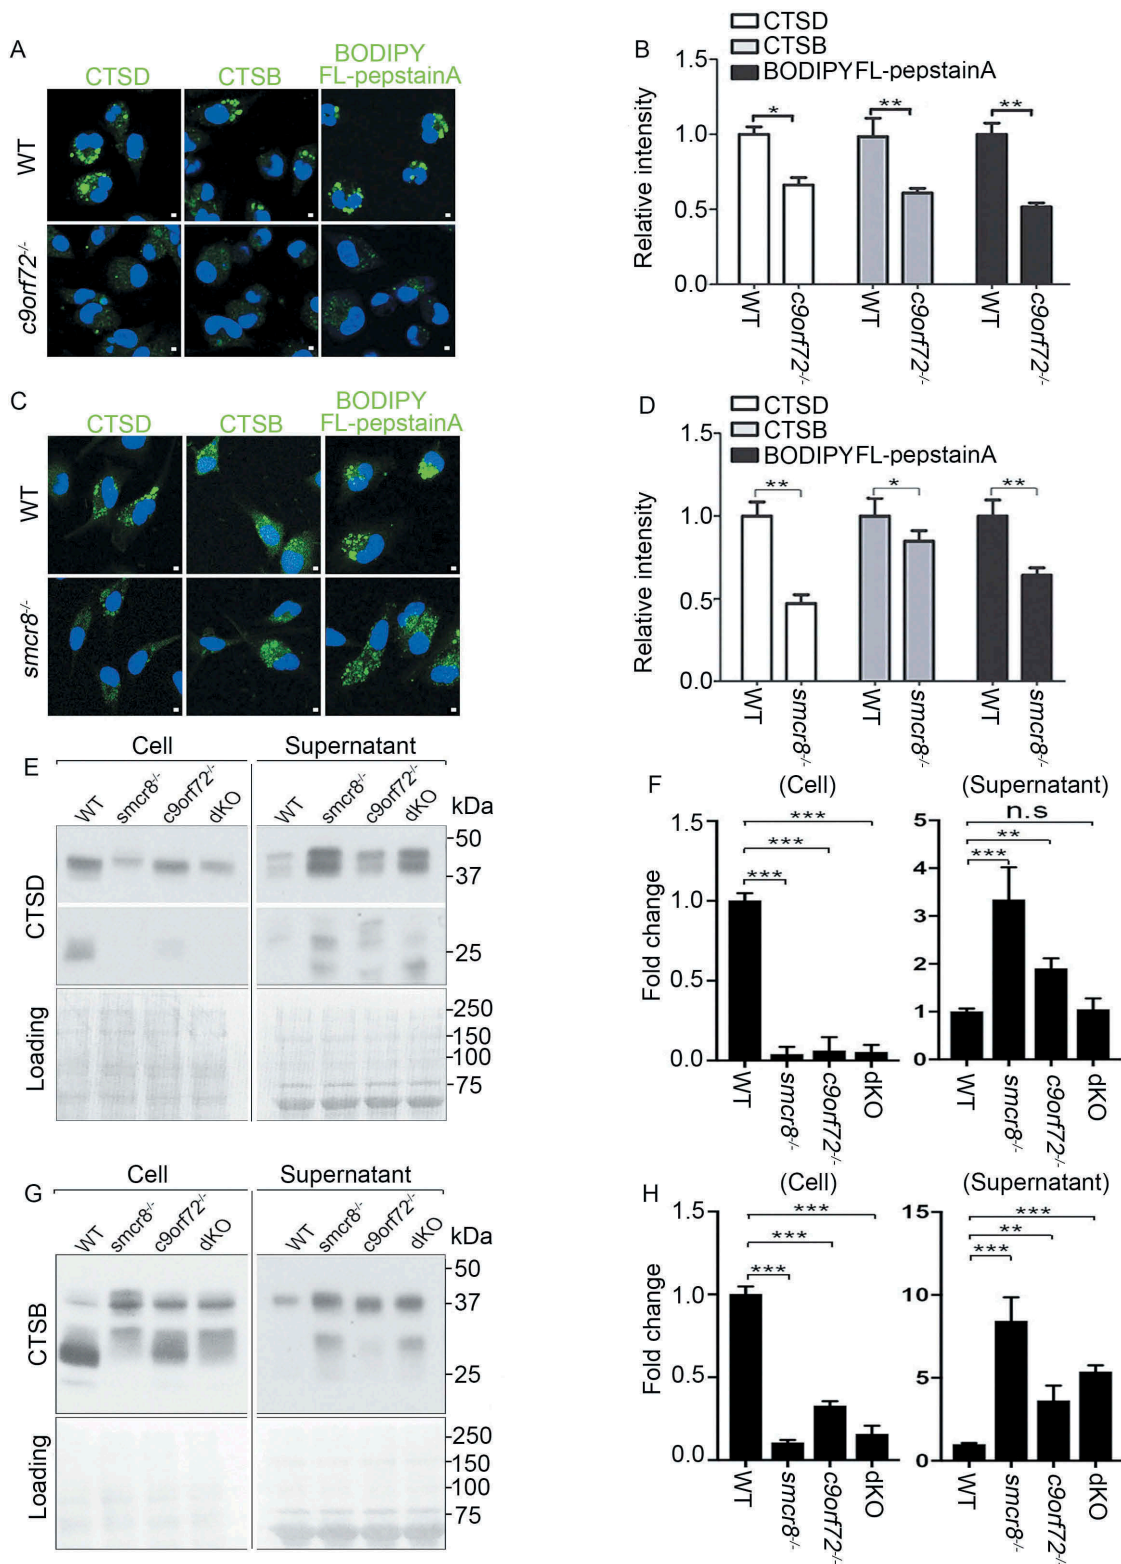 A
CTSD
CTSB
BODIPY
FL-pepstainA
WT
c9orf72-/-
B
CTSD
CTSB
BODIPYFL-pepstainA
Relative intensity
1.5
1.0
0.5
0.0
*
**
**
WT
c9orf72-/-
WT
c9orf72-/-
WT
c9orf72-/-
C
CTSD
CTSB
BODIPY
FL-pepstainA
WT
smcr8-/-
D
CTSD
CTSB
BODIPYFL-pepstainA
Relative intensity
1.5
1.0
0.5
0.0
**
*
**
WT
smcr8-/-
WT
smcr8-/-
WT
smcr8-/-
E
Cell
Supernatant
WT
smcr8-/-
c9orf72-/-
dKO
WT
smcr8-/-
c9orf72-/-
dKO
kDa
CTSD
50
37
25
Loading
250
150
100
75
F
(Cell)
Fold change
1.5
1.0
0.5
0.0
***
***
***
WT
smcr8-/-
c9orf72-/-
dKO
(Supernatant)
5
4
3
2
1
0
n.s
**
***
WT
smcr8-/-
c9orf72-/-
dKO
G
Cell
Supernatant
WT
smcr8-/-
c9orf72-/-
dKO
WT
smcr8-/-
c9orf72-/-
dKO
kDa
CTSB
50
37
25
Loading
250
150
100
75
H
(Cell)
Fold change
1.5
1.0
0.5
0.0
***
***
***
WT
smcr8-/-
c9orf72-/-
dKO
(Supernatant)
15
10
5
0
***
**
***
WT
smcr8-/-
c9orf72-/-
dKO